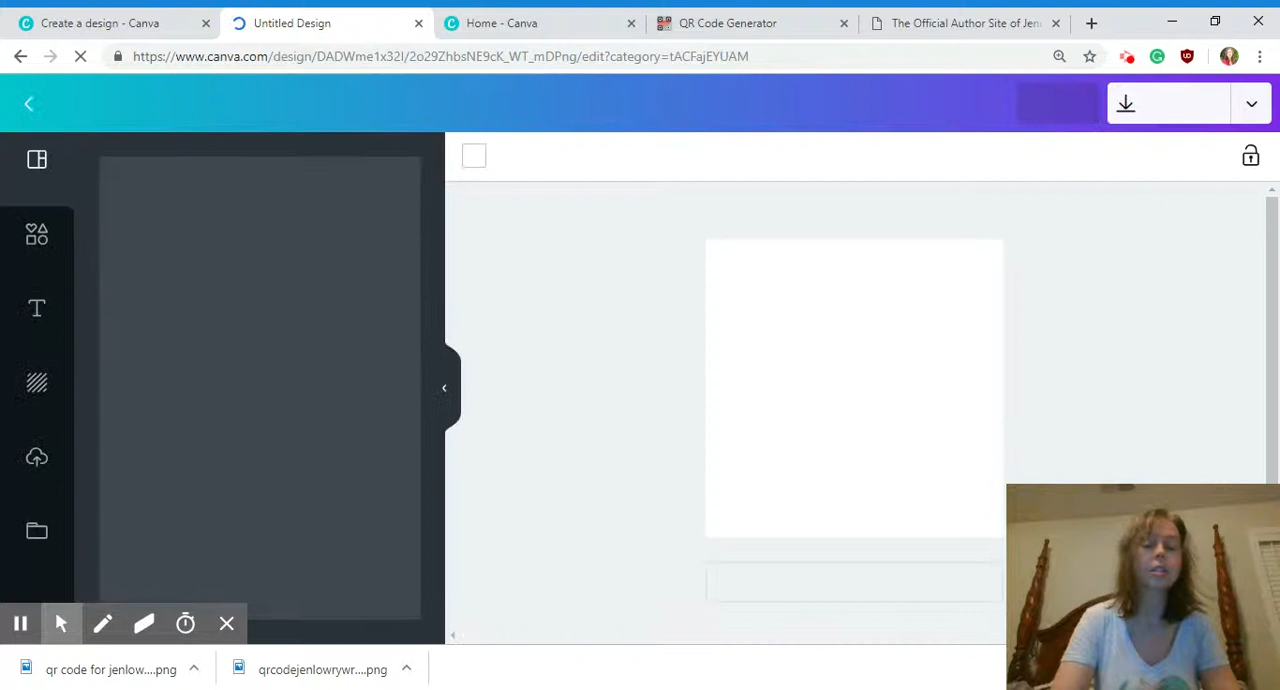 Create a design - Canva
Untitled Design
Home - Canva
QR Code Generator
The Official Author Site of Jen
https://www.canva.com/design/DADWme1x32I/2o29ZhbsNE9cK_WT_mDPng/edit?category=tACFajEYUAM
qr code for jenlow....png
qrcodejenlowrywr....png